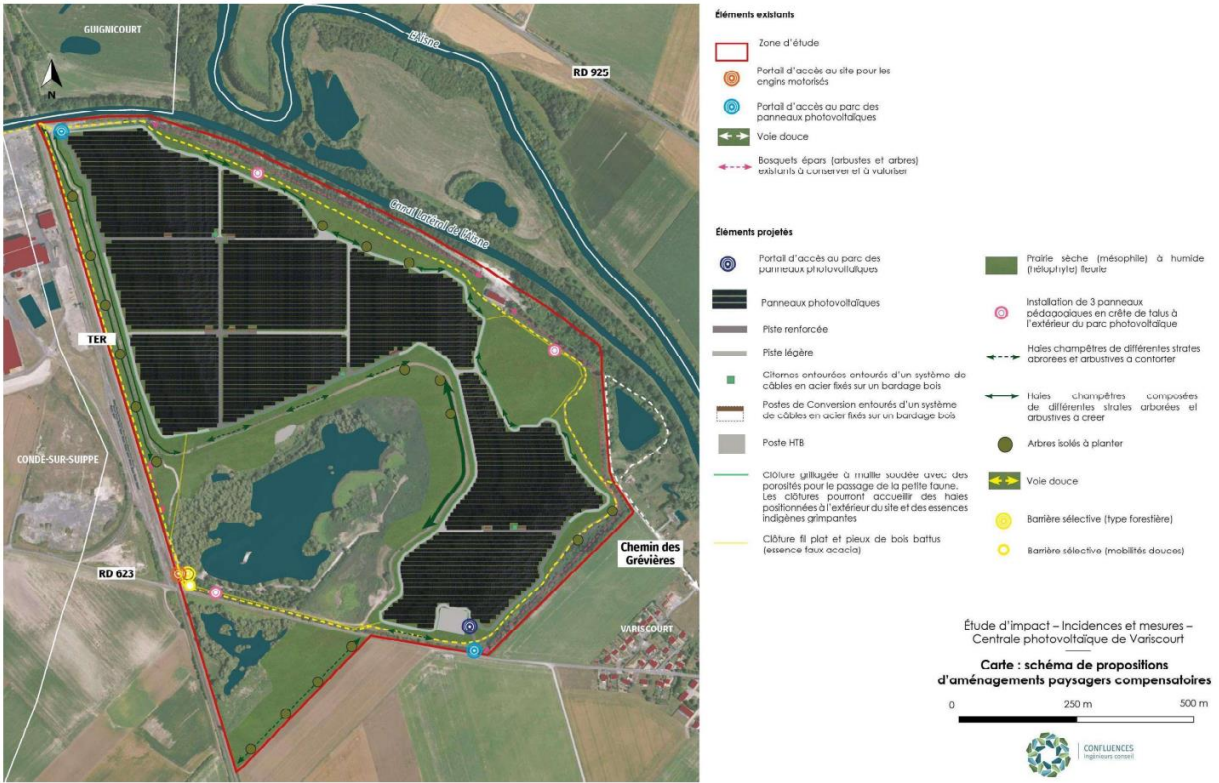 GUIGNICOURT
L'Aisne
RD 925
N
Canal Latéral de l'Aisne
TER
CONDÉ-SUR-SUIPPE
RD 623
Chemin des
Grévières
VARISCOURT
Éléments existants
Zone d'étude
Portail d'accès au site pour les
engins motorisés
Portail d'accès au parc des
panneaux photovoltaïques
Voie douce
Bosquets épars (arbustes et arbres)
existants à conserver et à valoriser
Éléments projetés
Portail d'accès au parc des
panneaux photovoltaïques
Panneaux photovoltaïques
Piste renforcée
Piste légère
Citernes entourées entourés d'un système de
câbles en acier fixés sur un bardage bois
Postes de Conversion entourés d'un système
de câbles en acier fixés sur un bardage bois
Poste HTB
Clôture grillagée à maille soudée avec des
porosités pour le passage de la petite faune.
Les clôtures pourront accueillir des haies
positionnées à l'extérieur du site et des essences
indigènes grimpantes
Clôture fil plat et pieux de bois battus
(essence faux acacia)
Prairie sèche (mésophile) à humide
(hélophyte) fleurie
Installation de 3 panneaux
pédagogiques en crête de talus à
l'extérieur du parc photovoltaïque
Haies champêtres de différentes strates
aborées et arbustives à conforter
Haies champêtres composées
de différentes strates arborées et
arbustives à créer
Arbres isolés à planter
Voie douce
Barrière sélective (type forestière)
Barrière sélective (mobilités douces)
Étude d'impact – Incidences et mesures –
Centrale photovoltaïque de Variscourt
Carte : schéma de propositions
d'aménagements paysagers compensatoires
0 250 m 500 m
CONFLUENCES
Ingénieurs conseil